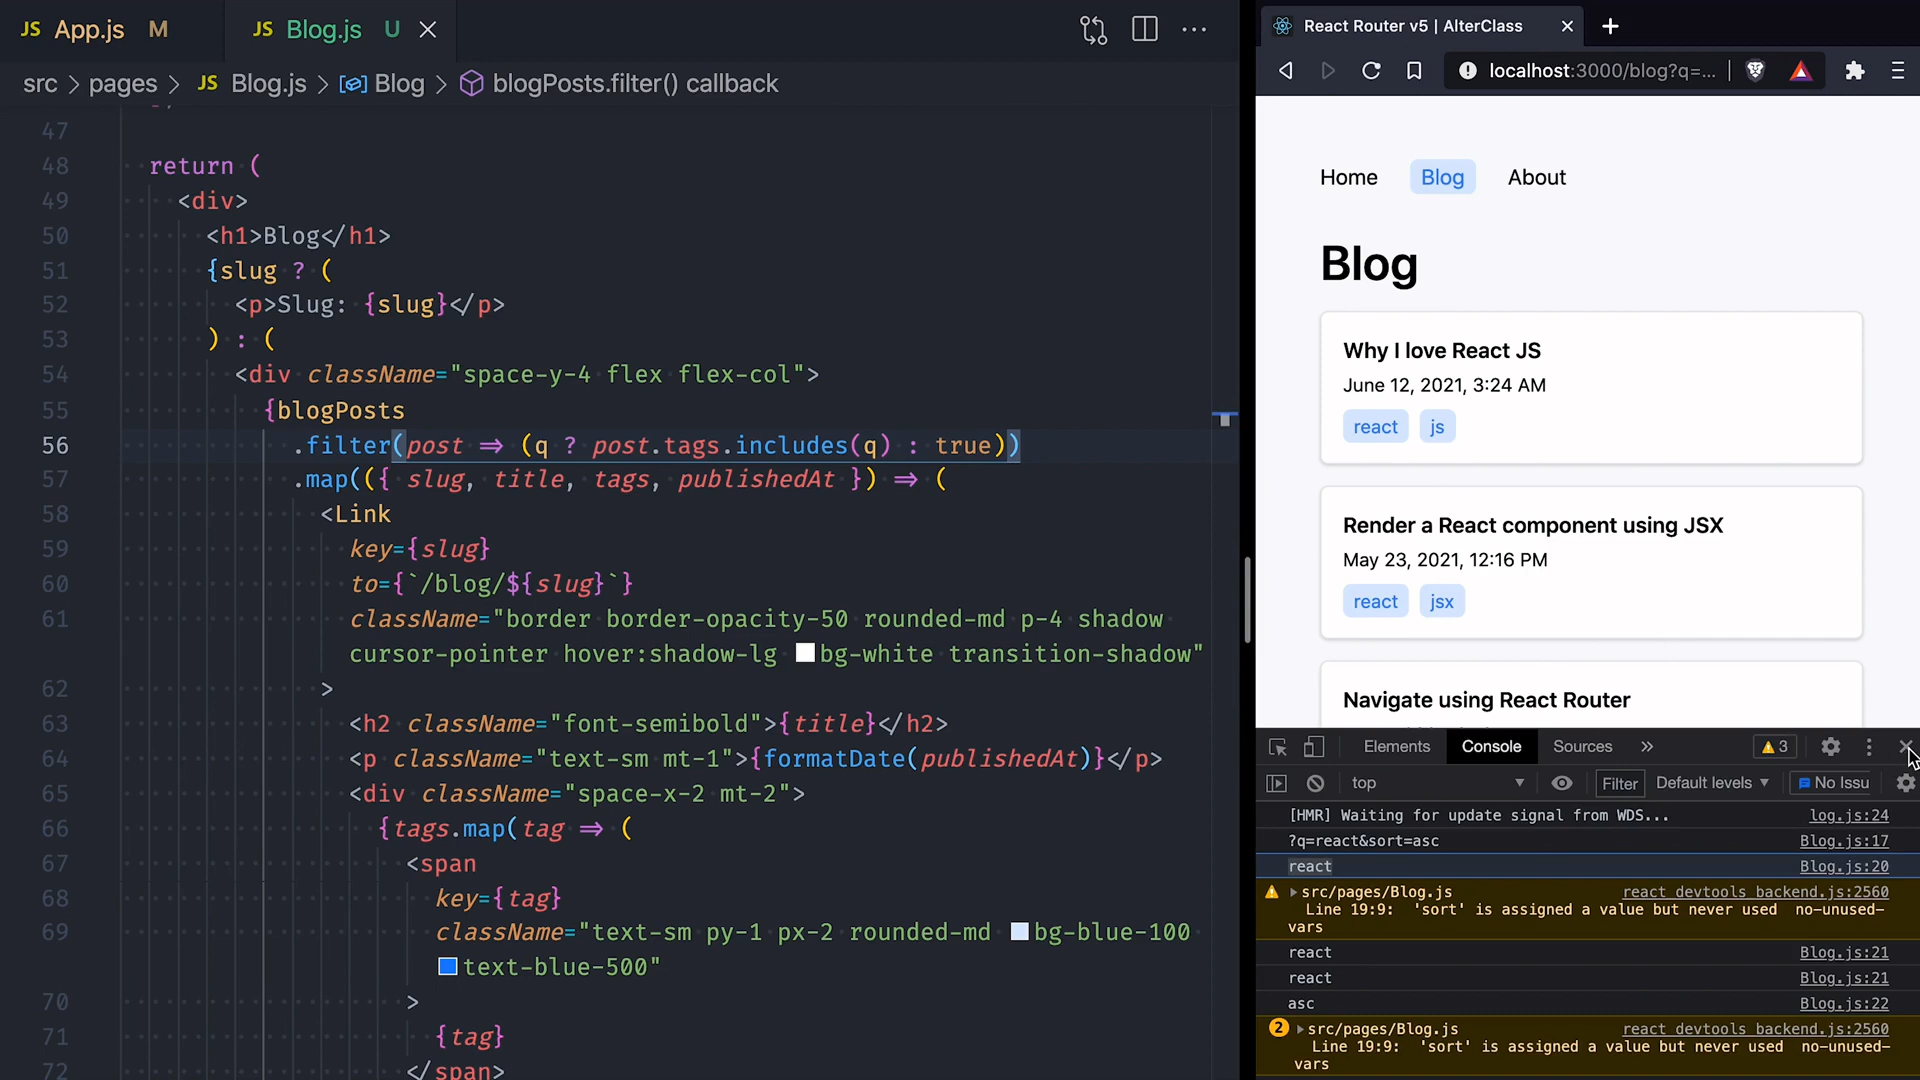 JS App.js M
JS Blog.js U
src > pages > JS Blog.js > Blog > blogPosts.filter() callback
47
48 return (
49 <div>
50 <h1>Blog</h1>
51 {slug ? (
52 <p>Slug: {slug}</p>
53 ) : (
54 <div className="space-y-4 flex flex-col">
55 {blogPosts
56 .filter(post => (q ? post.tags.includes(q) : true))
57 .map(({ slug, title, tags, publishedAt }) => (
58 <Link
59 key={slug}
60 to={`/blog/${slug}`}
61 className="border border-opacity-50 rounded-md p-4 shadow
cursor-pointer hover:shadow-lg bg-white transition-shadow"
62 >
63 <h2 className="font-semibold">{title}</h2>
64 <p className="text-sm mt-1">{formatDate(publishedAt)}</p>
65 <div className="space-x-2 mt-2">
66 {tags.map(tag => (
67 <span
68 key={tag}
69 className="text-sm py-1 px-2 rounded-md bg-blue-100
text-blue-500"
70 >
71 {tag}
72 </span>
React Router v5 | AlterClass
localhost:3000/blog?q=...
Home Blog About
Blog
Why I love React JS
June 12, 2021, 3:24 AM
react js
Render a React component using JSX
May 23, 2021, 12:16 PM
react jsx
Navigate using React Router
Elements Console Sources » 3
top Filter Default levels No Issu
[HMR] Waiting for update signal from WDS... log.js:24
?q=react&sort=asc Blog.js:17
react Blog.js:20
src/pages/Blog.js react_devtools_backend.js:2560
Line 19:9: 'sort' is assigned a value but never used no-unused-
vars
react Blog.js:21
react Blog.js:21
asc Blog.js:22
2 src/pages/Blog.js react_devtools_backend.js:2560
Line 19:9: 'sort' is assigned a value but never used no-unused-
vars